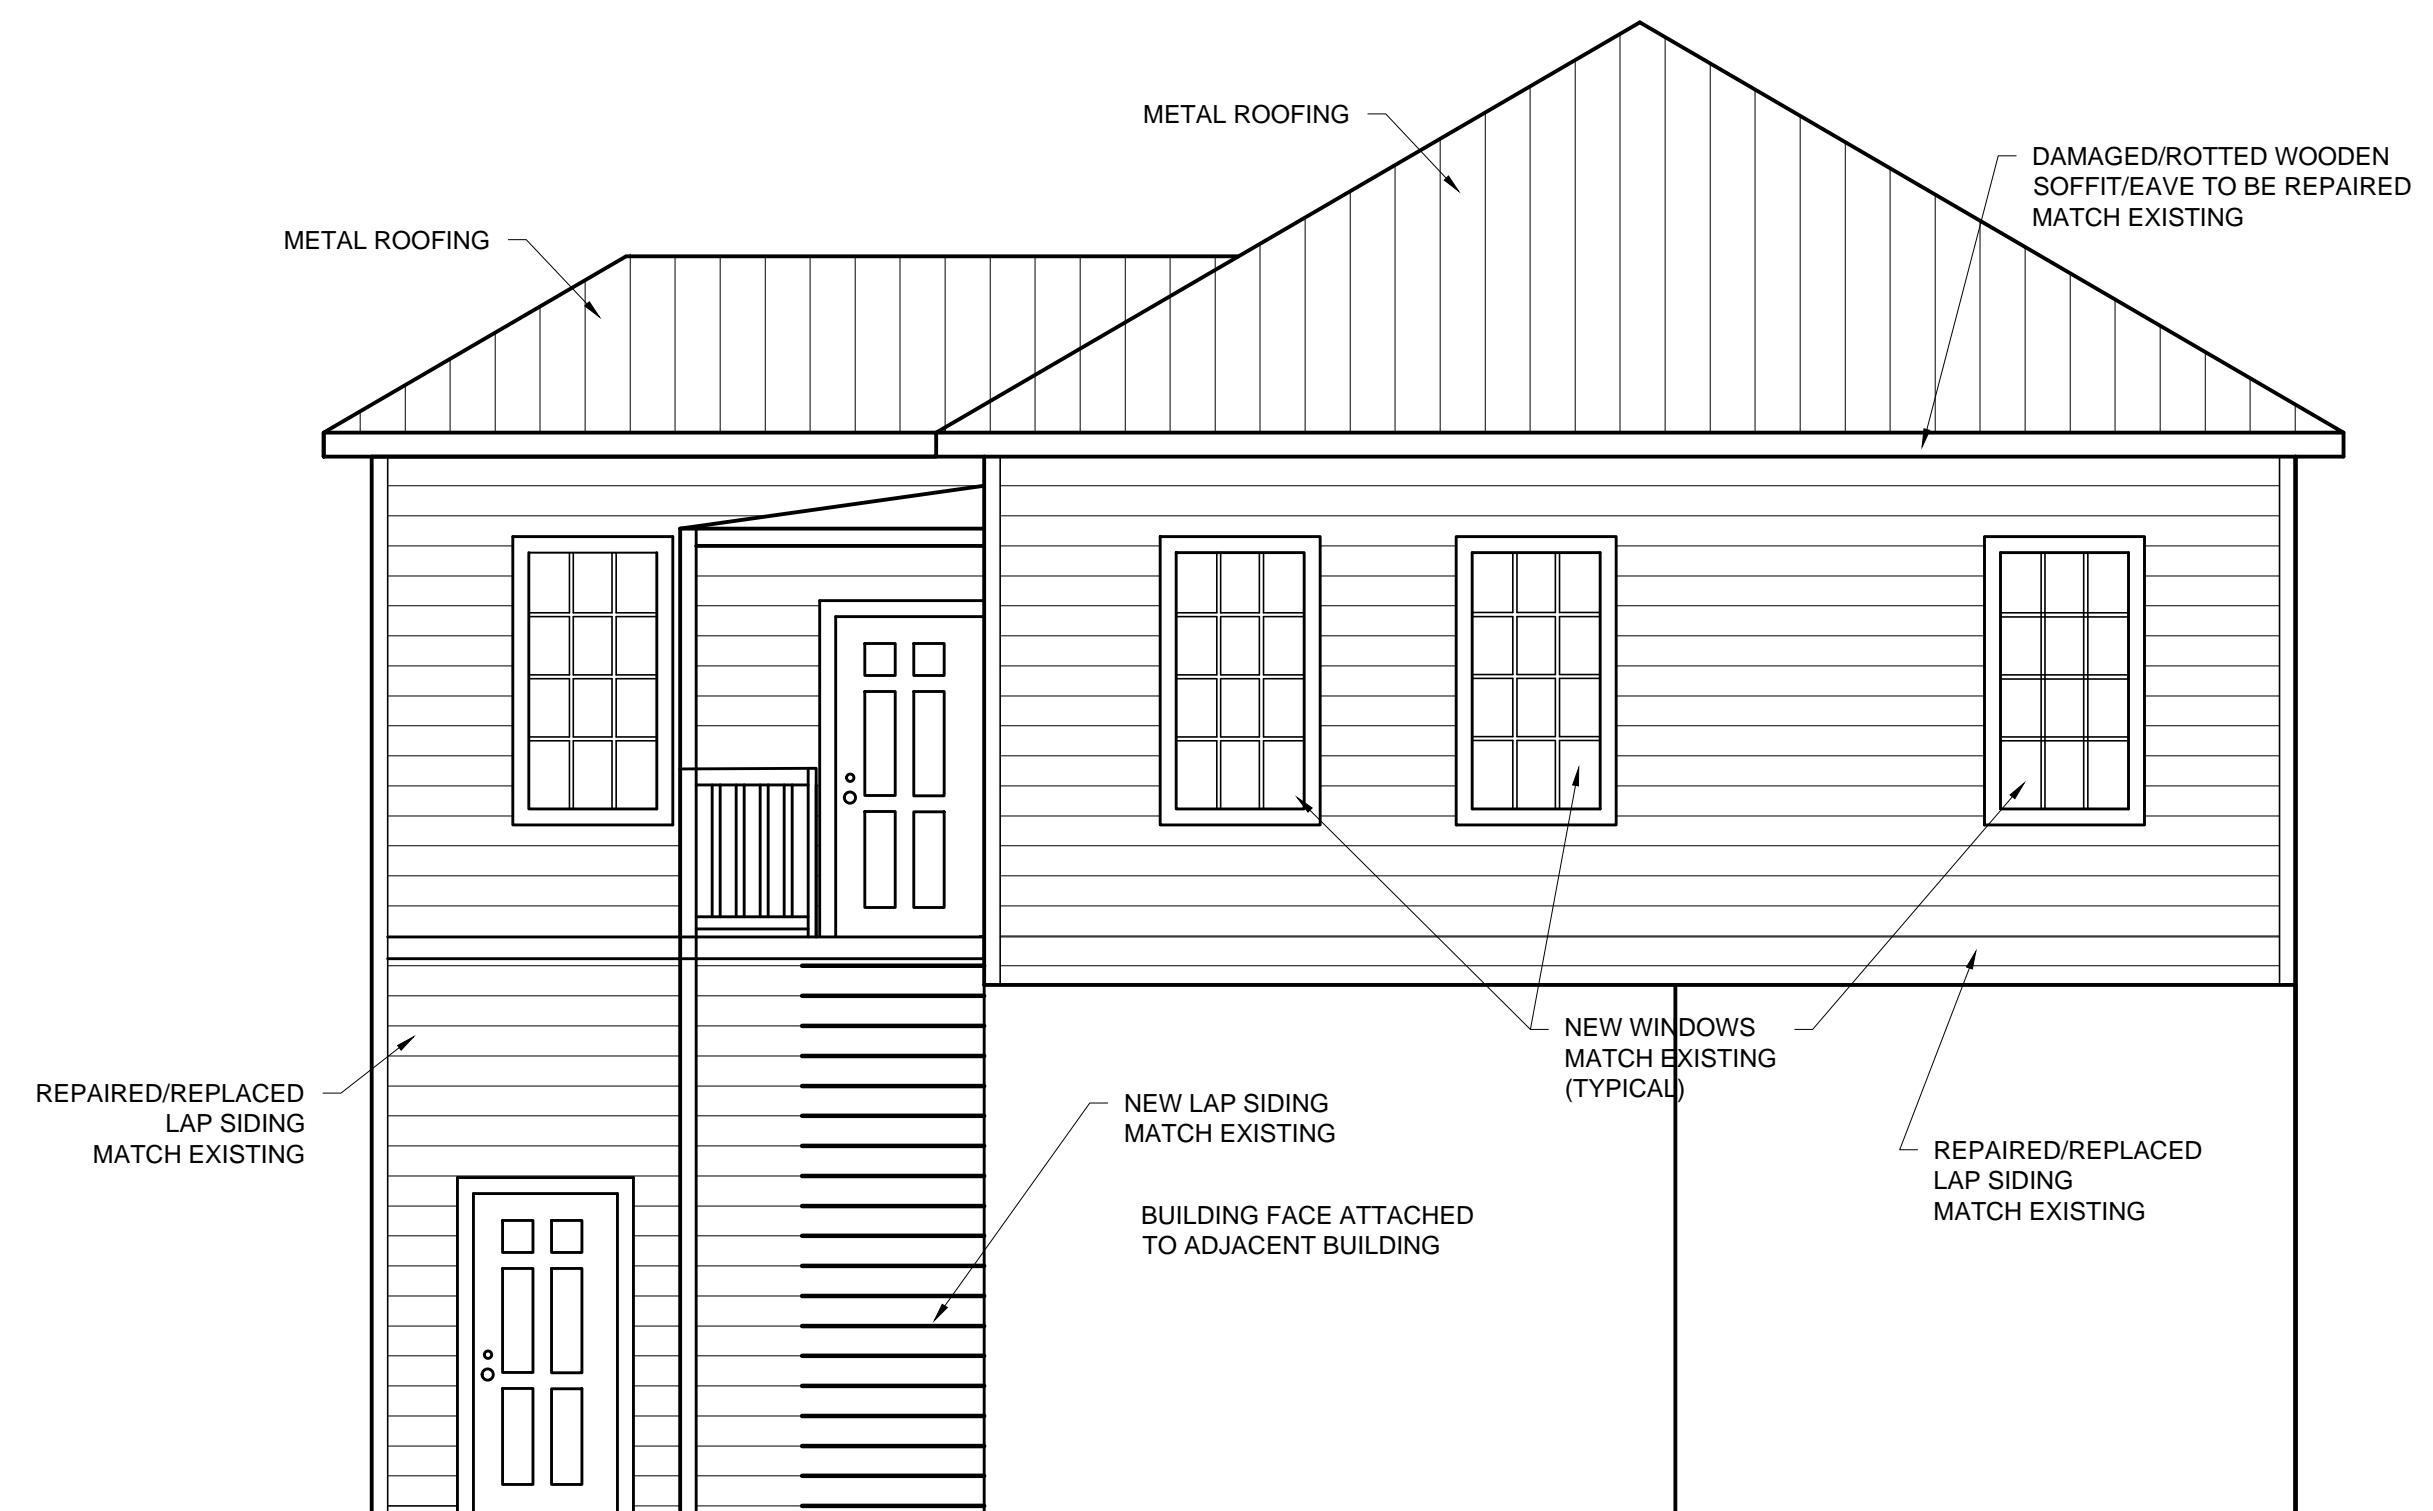 METAL ROOFING
DAMAGED/ROTTED WOODEN
SOFFIT/EAVE TO BE REPAIRED
MATCH EXISTING
METAL ROOFING
NEW WINDOWS
MATCH EXISTING
(TYPICAL)
REPAIRED/REPLACED
LAP SIDING
MATCH EXISTING
NEW LAP SIDING
MATCH EXISTING
REPAIRED/REPLACED
LAP SIDING
MATCH EXISTING
BUILDING FACE ATTACHED
TO ADJACENT BUILDING